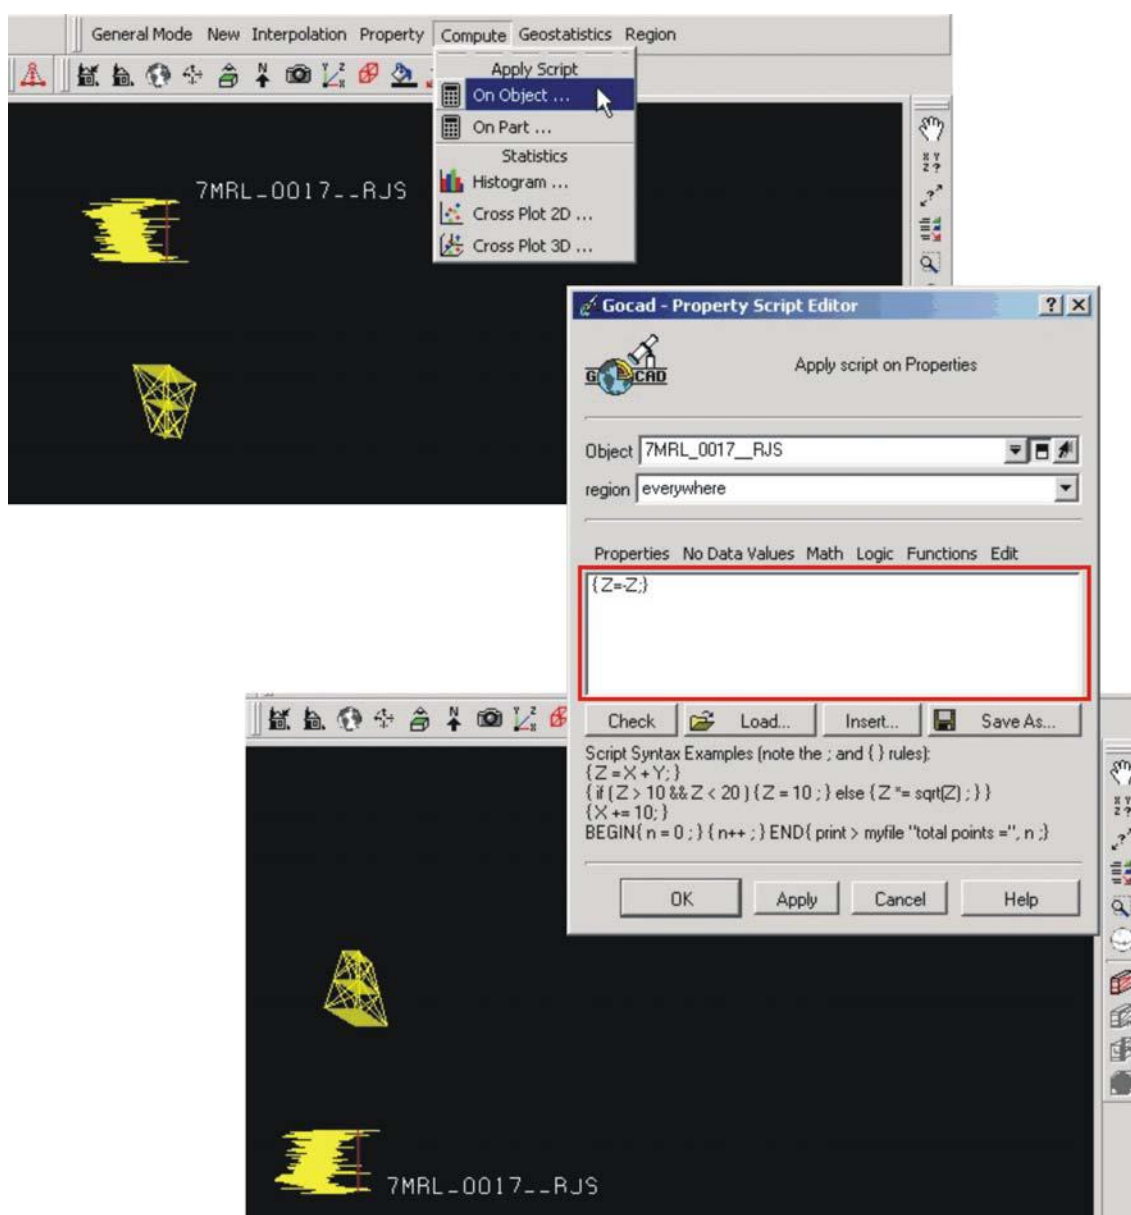 General Mode New Interpolation Property Compute Geostatistics Region
Apply Script
On Object ...
On Part ...
Statistics
Histogram ...
Cross Plot 2D ...
Cross Plot 3D ...
7MRL_0017__RJS
Gocad - Property Script Editor
GOCAD
Apply script on Properties
Object 7MRL_0017__RJS
region everywhere
Properties No Data Values Math Logic Functions Edit
{Z=-Z;}
Check Load... Insert... Save As...
Script Syntax Examples (note the ; and { } rules):
{ Z = X + Y; }
{ if ( Z > 10 && Z < 20 ) { Z = 10 ; } else { Z *= sqrt(Z) ; } }
{ X += 10; }
BEGIN{ n = 0 ; } { n++ ; } END{ print > myfile "total points =", n ;}
OK Apply Cancel Help
7MRL_0017__RJS